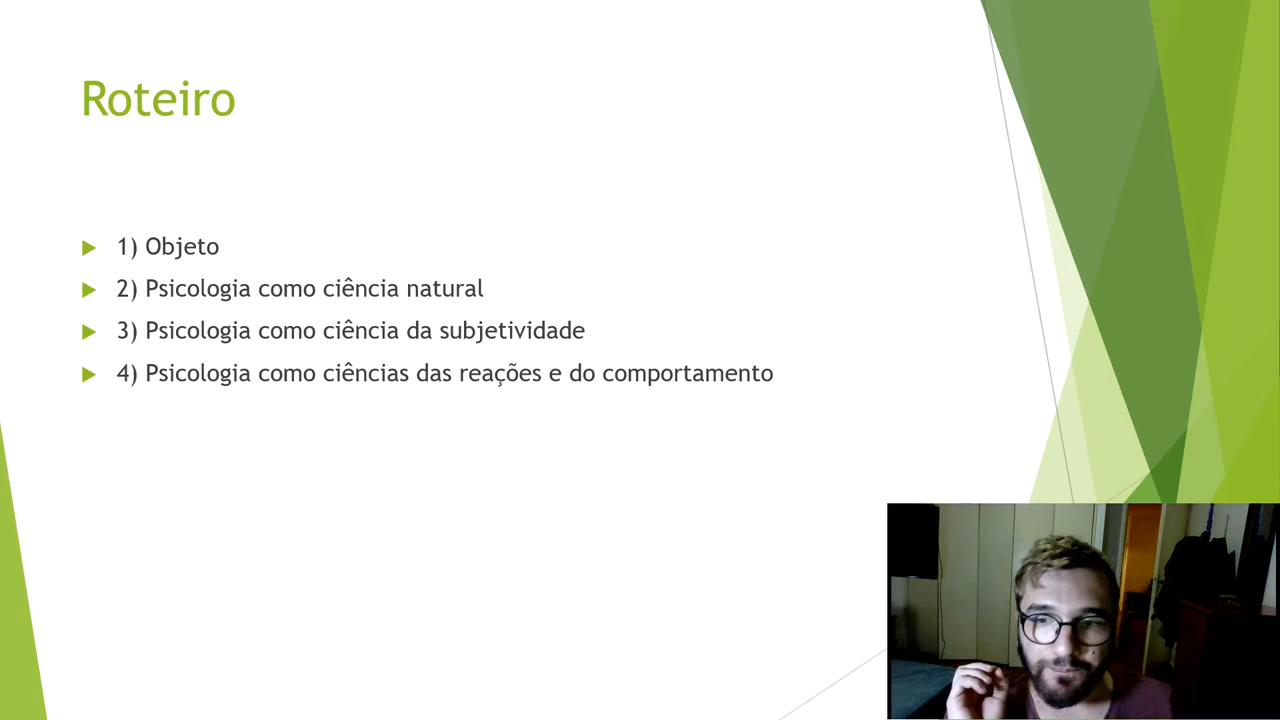 Roteiro
1) Objeto
2) Psicologia como ciência natural
3) Psicologia como ciência da subjetividade
4) Psicologia como ciências das reações e do comportamento